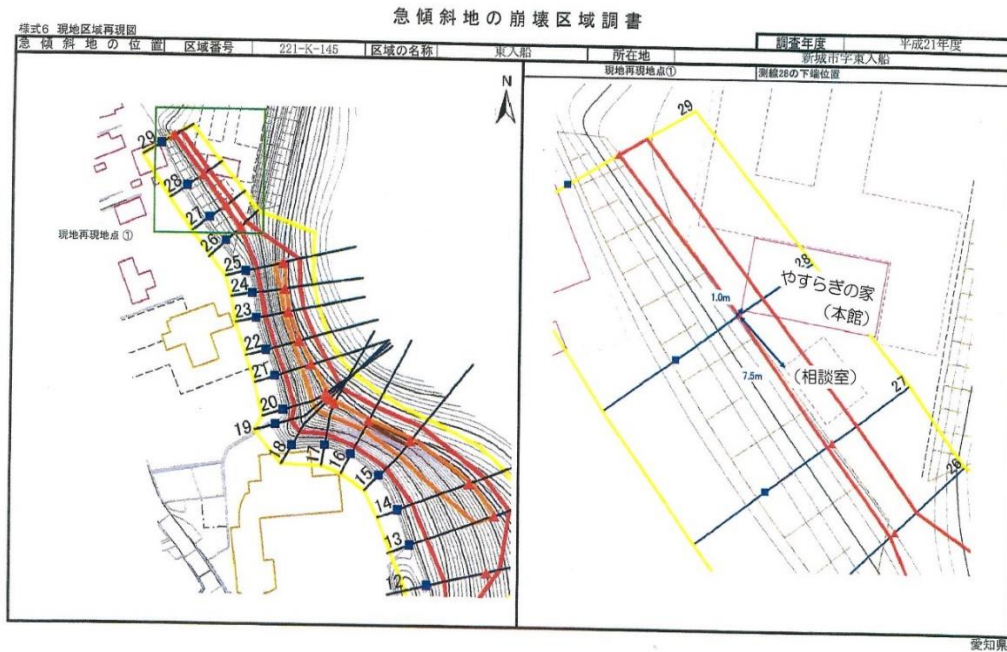 急傾斜地の崩壊区域調書
様式6 現地区域再現図
調査年度 平成21年度
急傾斜地の位置 区域番号 221-K-145 区域の名称 東入船 所在地 新城市字東入船
現地再現地点① 測線28の下端位置
N
29
28
27
26
現地再現地点①
25
24
23
22
21
20
19
18
17
16
15
14
13
12
29
28
やすらぎの家
(本館)
1.0m
7.5m
(相談室)
27
26
愛知県